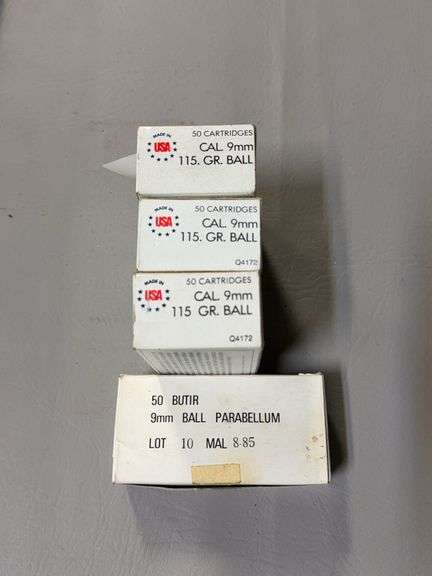 50 CARTRIDGES
MADE IN
USA
CAL. 9mm
115. GR. BALL
50 CARTRIDGES
MADE IN
USA
CAL. 9mm
115. GR. BALL
Q4172
50 CARTRIDGES
MADE IN
USA
CAL. 9mm
115 GR. BALL
Q4172
50 BUTIR
9mm BALL PARABELLUM
LOT 10 MAL 8-85